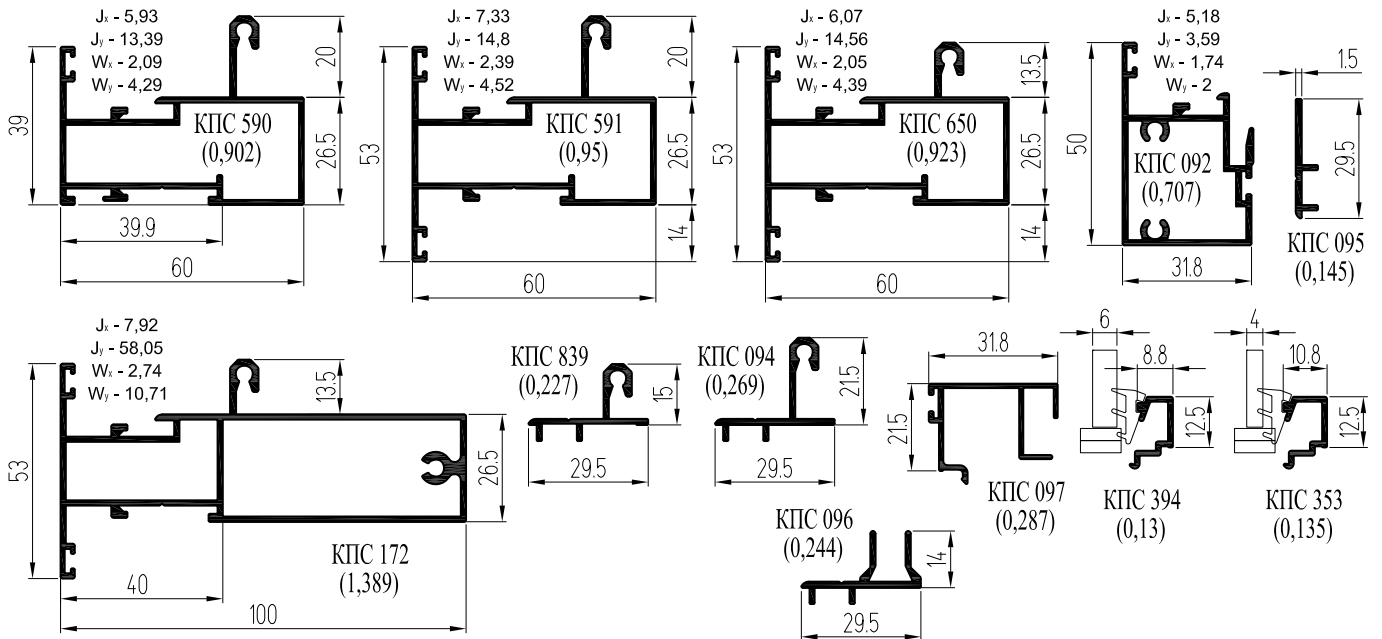 Jx - 5,93
Jy - 13,39
Wx - 2,09
Wy - 4,29
39
20
26.5
КПС 590
(0,902)
39.9
60
Jx - 7,33
Jy - 14,8
Wx - 2,39
Wy - 4,52
53
20
26.5
14
КПС 591
(0,95)
60
Jx - 6,07
Jy - 14,56
Wx - 2,05
Wy - 4,39
53
13.5
26.5
14
КПС 650
(0,923)
60
Jx - 5,18
Jy - 3,59
Wx - 1,74
Wy - 2
50
КПС 092
(0,707)
31.8
1.5
29.5
КПС 095
(0,145)
Jx - 7,92
Jy - 58,05
Wx - 2,74
Wy - 10,71
53
13.5
26.5
КПС 172
(1,389)
40
100
КПС 839
(0,227)
15
29.5
КПС 094
(0,269)
21.5
29.5
КПС 096
(0,244)
14
29.5
31.8
21.5
КПС 097
(0,287)
6
8.8
12.5
КПС 394
(0,13)
4
10.8
12.5
КПС 353
(0,135)